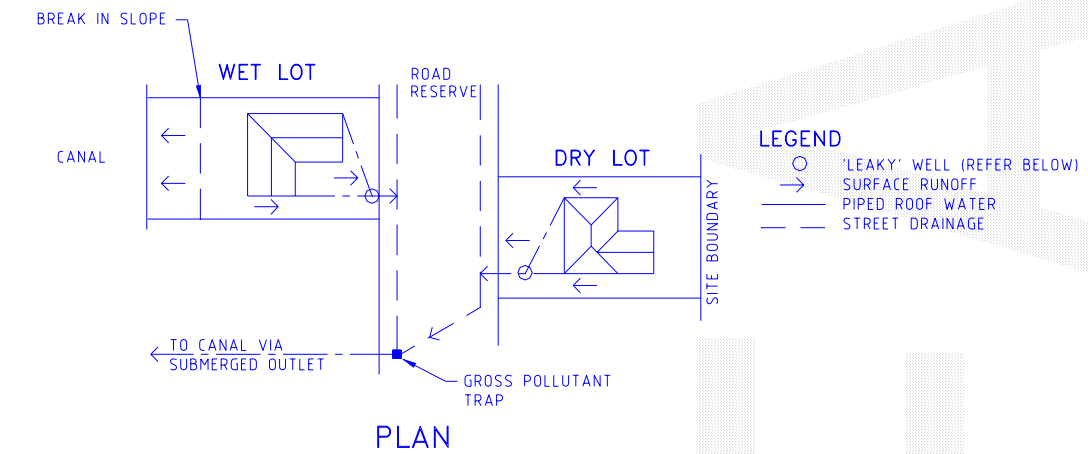 BREAK IN SLOPE
WET LOT
ROAD
RESERVE
CANAL
DRY LOT
SITE BOUNDARY
LEGEND
'LEAKY' WELL (REFER BELOW)
SURFACE RUNOFF
PIPED ROOF WATER
STREET DRAINAGE
TO CANAL VIA
SUBMERGED OUTLET
GROSS POLLUTANT
TRAP
PLAN